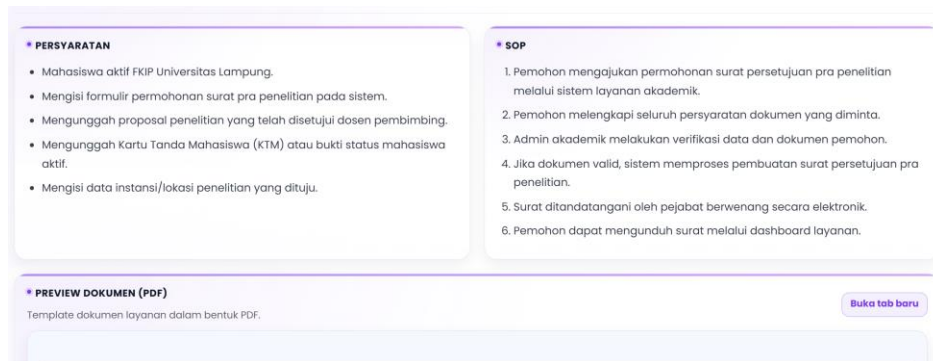 PERSYARATAN
• Mahasiswa aktif FKIP Universitas Lampung.
• Mengisi formulir permohonan surat pra penelitian pada sistem.
• Mengunggah proposal penelitian yang telah disetujui dosen pembimbing.
• Mengunggah Kartu Tanda Mahasiswa (KTM) atau bukti status mahasiswa
aktif.
• Mengisi data instansi/lokasi penelitian yang dituju.
SOP
1. Pemohon mengajukan permohonan surat persetujuan pra penelitian
melalui sistem layanan akademik.
2. Pemohon melengkapi seluruh persyaratan dokumen yang diminta.
3. Admin akademik melakukan verifikasi data dan dokumen pemohon.
4. Jika dokumen valid, sistem memproses pembuatan surat persetujuan pra
penelitian.
5. Surat ditandatangani oleh pejabat berwenang secara elektronik.
6. Pemohon dapat mengunduh surat melalui dashboard layanan.
PREVIEW DOKUMEN (PDF)
Template dokumen layanan dalam bentuk PDF.
Buka tab baru